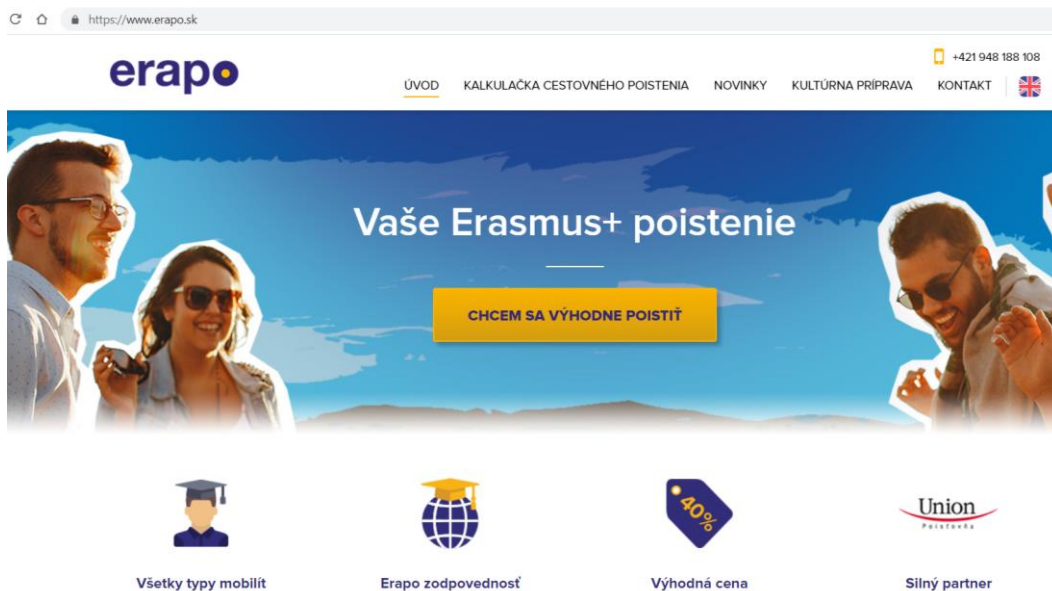 https://www.erapo.sk
erapo
+421 948 188 108
ÚVOD KALKULAČKA CESTOVNÉHO POISTENIA NOVINKY KULTÚRNA PRÍPRAVA KONTAKT
Vaše Erasmus+ poistenie
CHCEM SA VÝHODNE POISTIŤ
40%
Union
Poisťovňa
Všetky typy mobilít Erapo zodpovednosť Výhodná cena Silný partner